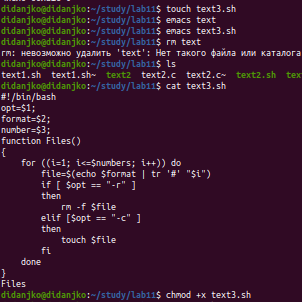 didanjko@didanjko:~/study/lab11$ touch text3.sh
didanjko@didanjko:~/study/lab11$ emacs text
didanjko@didanjko:~/study/lab11$ emacs text
didanjko@didanjko:~/study/lab11$ rm text
rm: невозможно удалить 'text': Нет такого файла или каталога
didanjko@didanjko:~/study/lab11$ ls
text1.sh text1.sh~ text2 text2.c text2.c~ text2.sh tex
didanjko@didanjko:~/study/lab11$ cat text3.sh
#!/bin/bash
opt=$1;
format=$2;
number=$3;
function Files()
{
    for ((i=1; i<=$numbers; i++)) do
        file=$(echo $format | tr '#' "$i")
        if [ $opt == "-r" ]
        then
            rm -f $file
        elif [$opt == "-c" ]
        then
            touch $file
        fi
    done
}
Files
didanjko@didanjko:~/study/lab11$ chmod +x text3.sh